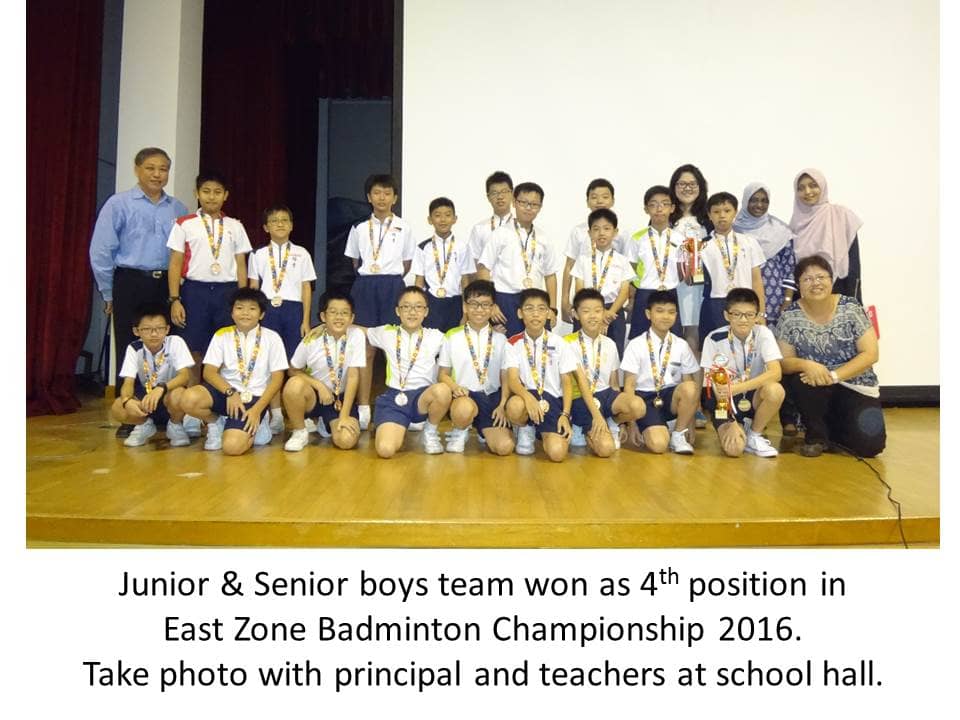 Junior & Senior boys team won as 4th position in
East Zone Badminton Championship 2016.
Take photo with principal and teachers at school hall.